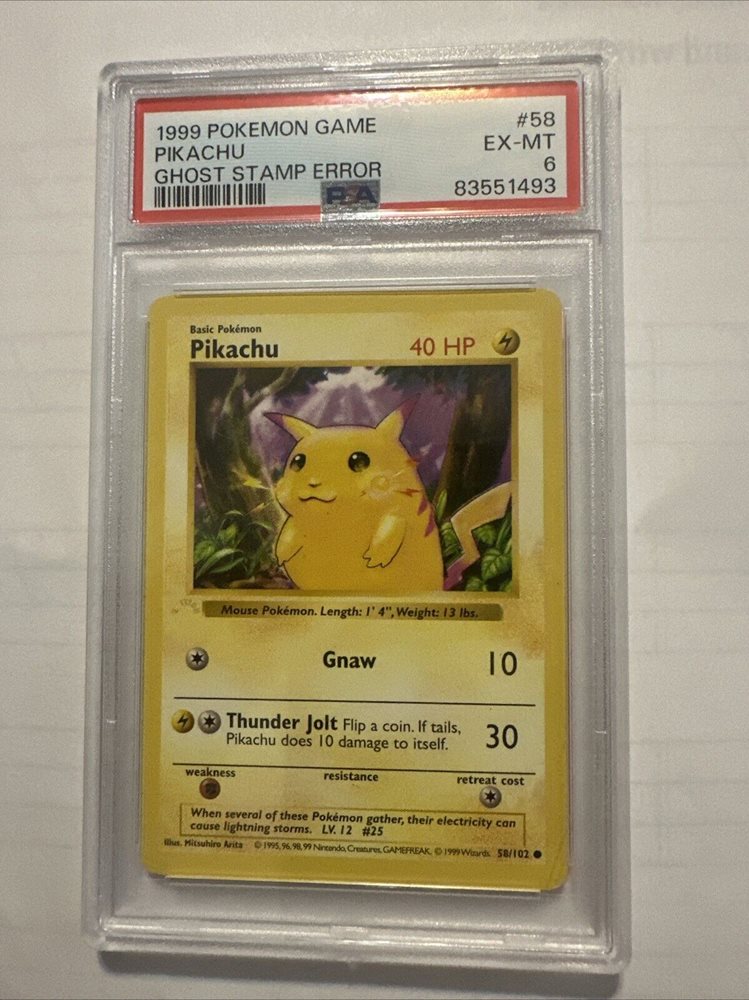 1999 POKEMON GAME #58
PIKACHU EX-MT
GHOST STAMP ERROR 6
PSA 83551493
Basic Pokémon
Pikachu 40 HP
Mouse Pokémon. Length: 1' 4", Weight: 13 lbs.
Gnaw 10
Thunder Jolt Flip a coin. If tails,
Pikachu does 10 damage to itself. 30
weakness resistance retreat cost
When several of these Pokémon gather, their electricity can
cause lightning storms. LV. 12 #25
Illus. Mitsuhiro Arita © 1995, 96, 98, 99 Nintendo, Creatures, GAMEFREAK. © 1999 Wizards. 58/102